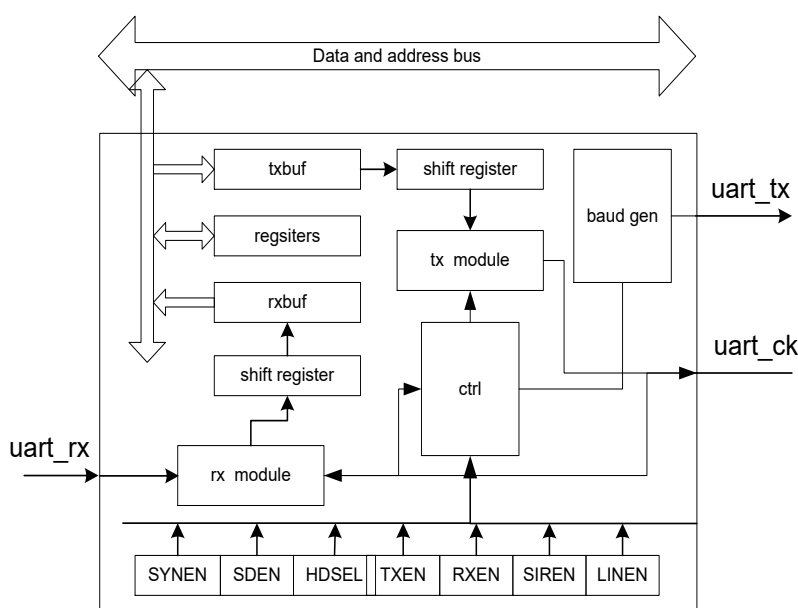 Data and address bus
txbuf
shift register
baud gen
uart_tx
regsiters
tx module
rxbuf
uart_ck
shift register
ctrl
uart_rx
rx module
SYNEN
SDEN
HDSEL
TXEN
RXEN
SIREN
LINEN